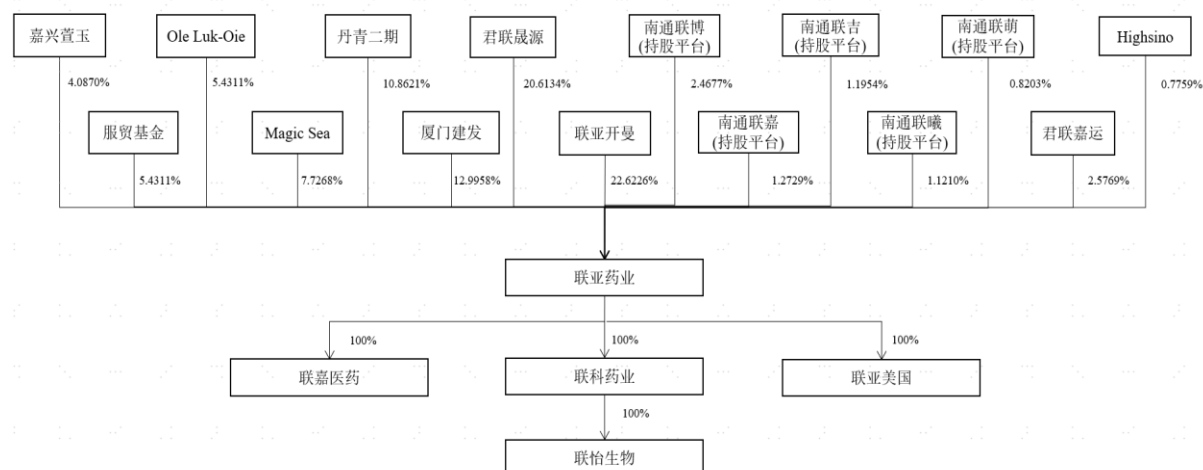 嘉兴萱玉
Ole Luk-Oie
丹青二期
君联晟源
南通联博
(持股平台)
南通联吉
(持股平台)
南通联萌
(持股平台)
Highsino
4.0870%
5.4311%
10.8621%
20.6134%
2.4677%
1.1954%
0.8203%
0.7759%
服贸基金
Magic Sea
厦门建发
联亚开曼
南通联嘉
(持股平台)
南通联曦
(持股平台)
君联嘉运
5.4311%
7.7268%
12.9958%
22.6226%
1.2729%
1.1210%
2.5769%
联亚药业
100%
100%
100%
联嘉医药
联科药业
联亚美国
100%
联怡生物